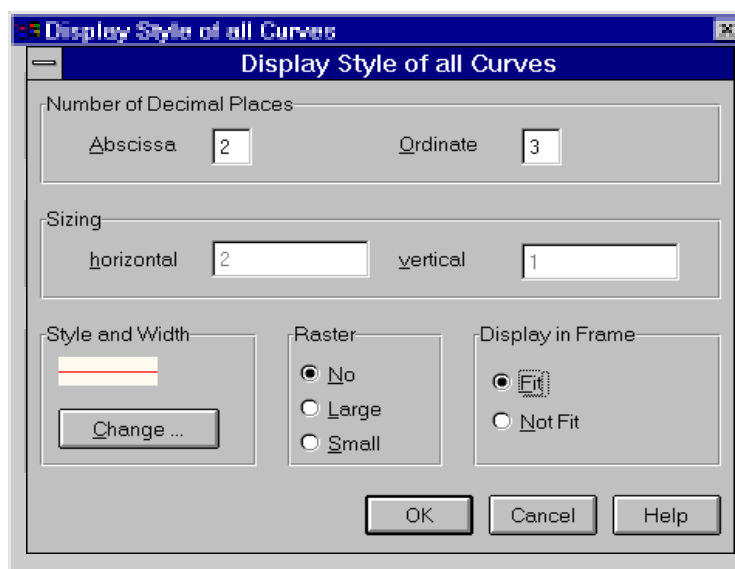 Display Style of all Curves
Display Style of all Curves
Number of Decimal Places
Abscissa 2 Ordinate 3
Sizing
horizontal 2 vertical 1
Style and Width Raster Display in Frame
No
Fit
Large
Change ... Not Fit
Small
OK Cancel Help